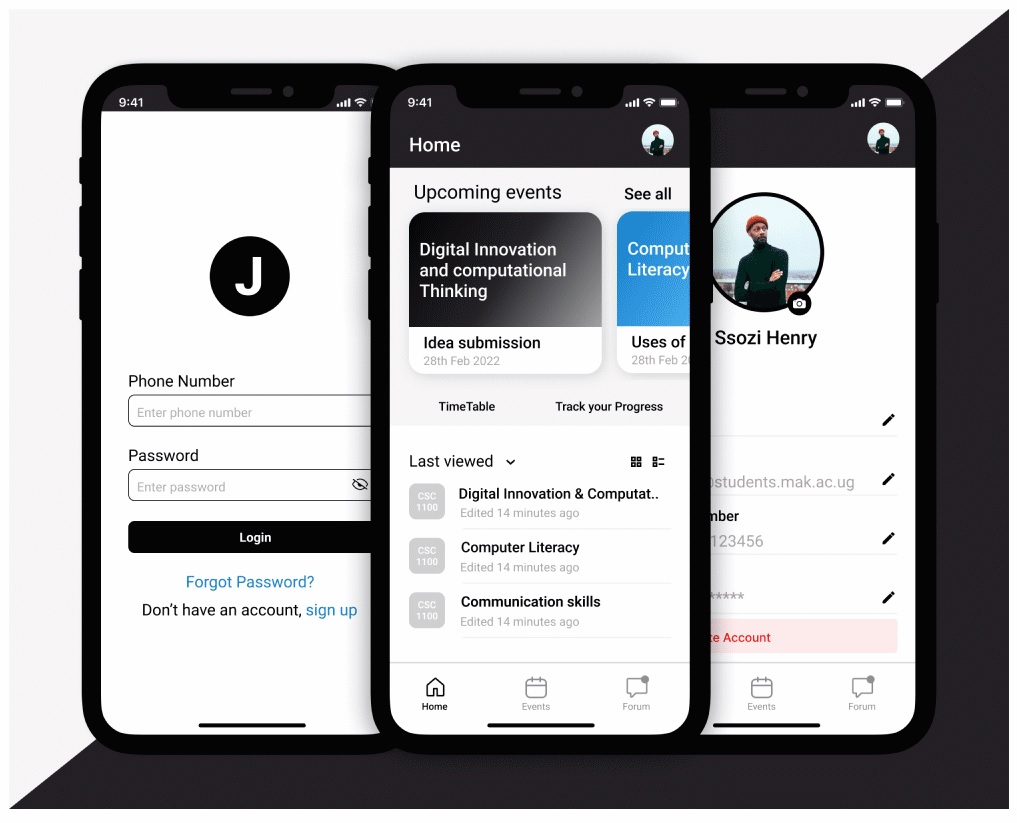 9:41
J
Phone Number
Enter phone number
Password
Enter password
Login
Forgot Password?
Don't have an account, sign up
9:41
Home
Upcoming events
See all
Digital Innovation
and computational
Thinking
Idea submission
28th Feb 2022
Comput
Literacy
Uses of
28th Feb 20
TimeTable
Track your Progress
Last viewed
CSC
1100
Digital Innovation & Computat..
Edited 14 minutes ago
CSC
1100
Computer Literacy
Edited 14 minutes ago
CSC
1100
Communication skills
Edited 14 minutes ago
Home
Events
Forum
Ssozi Henry
@students.mak.ac.ug
mber
123456
*****
te Account
Events
Forum